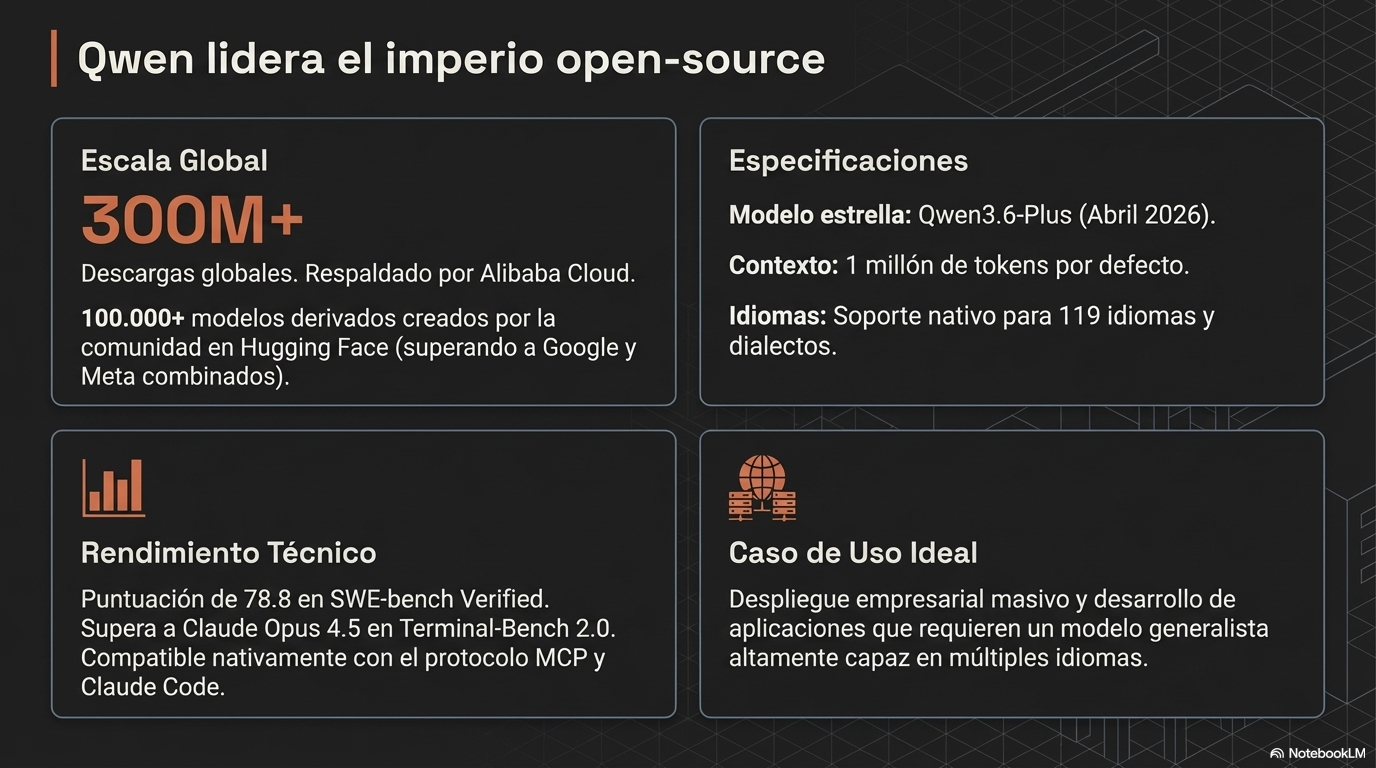 Qwen lidera el imperio open-source
Escala Global
300M+
Descargas globales. Respaldado por Alibaba Cloud.
100.000+ modelos derivados creados por la
comunidad en Hugging Face (superando a Google y
Meta combinados).
Especificaciones
Modelo estrella: Qwen3.6-Plus (Abril 2026).
Contexto: 1 millón de tokens por defecto.
Idiomas: Soporte nativo para 119 idiomas y
dialectos.
Rendimiento Técnico
Puntuación de 78.8 en SWE-bench Verified.
Supera a Claude Opus 4.5 en Terminal-Bench 2.0.
Compatible nativamente con el protocolo MCP y
Claude Code.
Caso de Uso Ideal
Despliegue empresarial masivo y desarrollo de
aplicaciones que requieren un modelo generalista
altamente capaz en múltiples idiomas.
NotebookLM